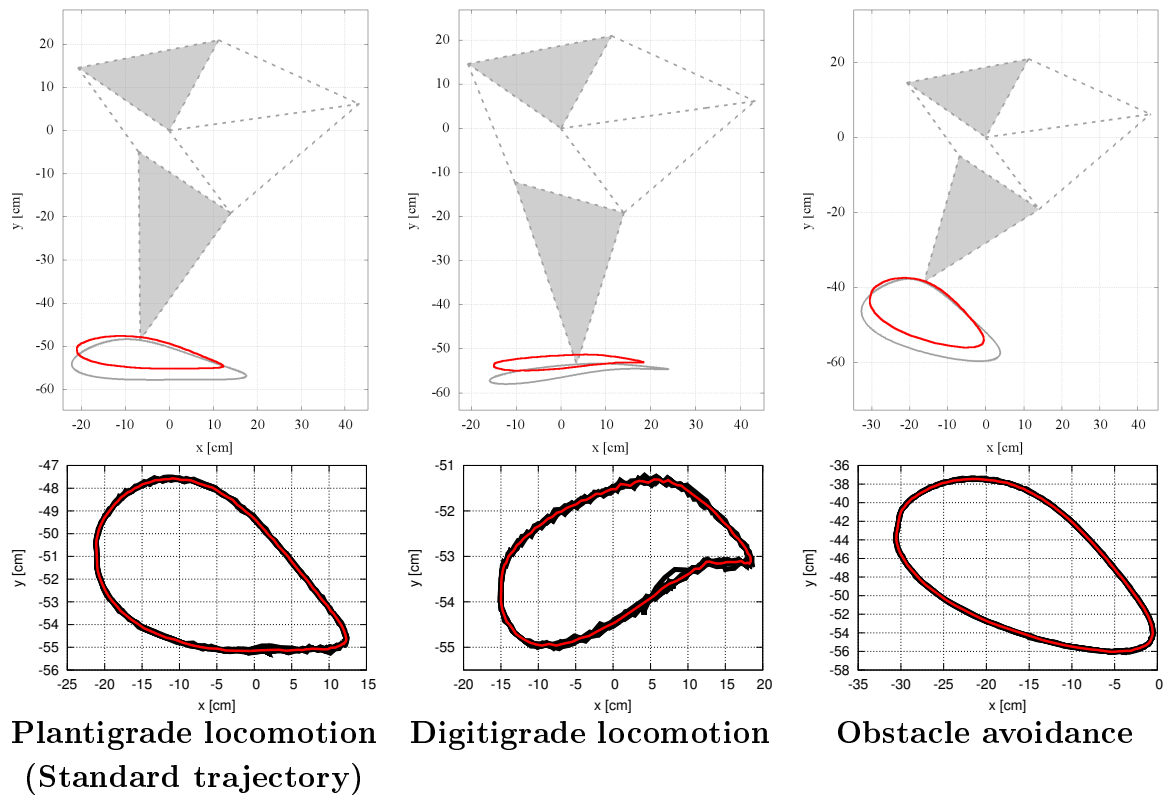 20
10
0
-10
-20
-30
-40
-50
-60
y [cm]
-20 -10 0 10 20 30 40
x [cm]
20
10
0
-10
-20
-30
-40
-50
-60
y [cm]
-20 -10 0 10 20 30 40
x [cm]
20
0
-20
-40
-60
y [cm]
-30 -20 -10 0 10 20 30 40
x [cm]
-47
-48
-49
-50
-51
-52
-53
-54
-55
-56
y [cm]
-25 -20 -15 -10 -5 0 5 10 15
x [cm]
-51
-52
-53
-54
-55
y [cm]
-20 -15 -10 -5 0 5 10 15 20
x [cm]
-36
-38
-40
-42
-44
-46
-48
-50
-52
-54
-56
-58
y [cm]
-35 -30 -25 -20 -15 -10 -5 0
x [cm]
Plantigrade locomotion
(Standard trajectory)
Digitigrade locomotion
Obstacle avoidance